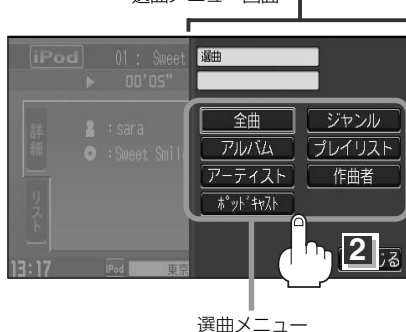 選曲メニュー画面
iPod 01 : Sweet
00'05"
選曲
詳細
: sara
: Sweet Smil
リスト
全曲
ジャンル
アルバム
プレイリスト
アーティスト
作曲者
ﾎﾟｯﾄﾞｷｬｽﾄ
2
じる
13:17
iPod
東京
選曲メニュー